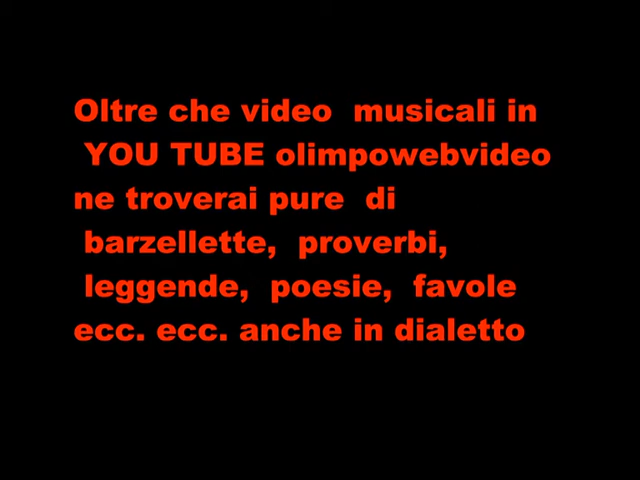 Oltre che video musicali in
YOU TUBE olimpowebvideo
ne troverai pure di
barzellette, proverbi,
leggende, poesie, favole
ecc. ecc. anche in dialetto